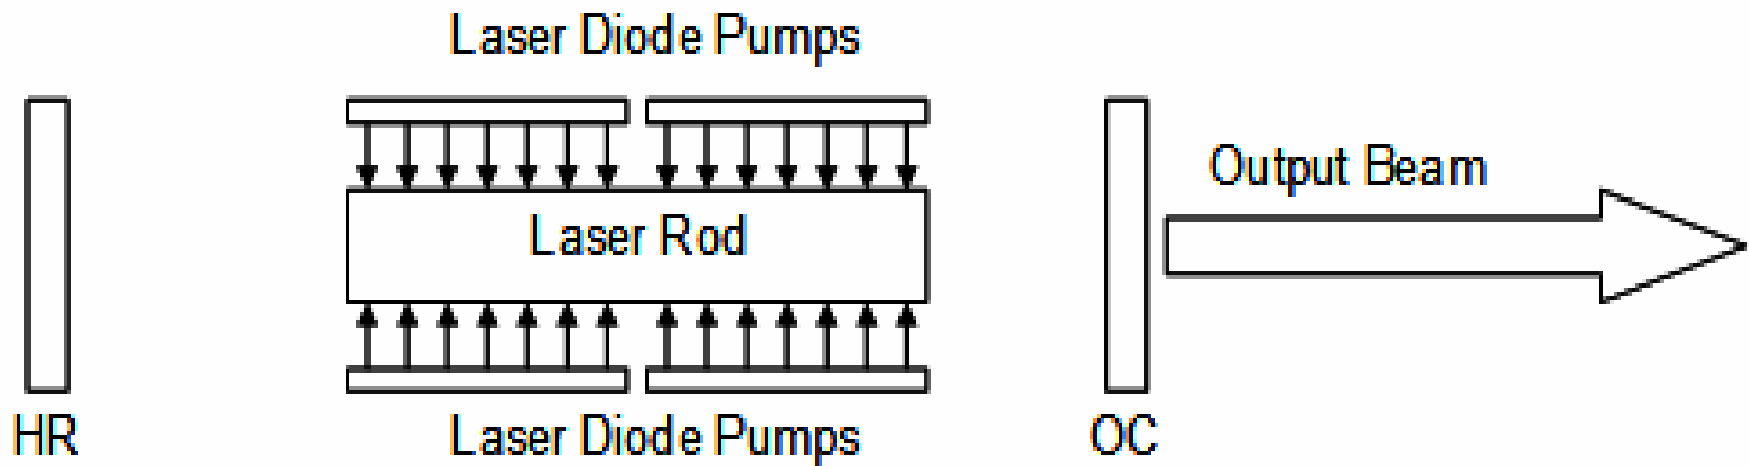 Laser Diode Pumps
Output Beam
Laser Rod
HR
Laser Diode Pumps
OC